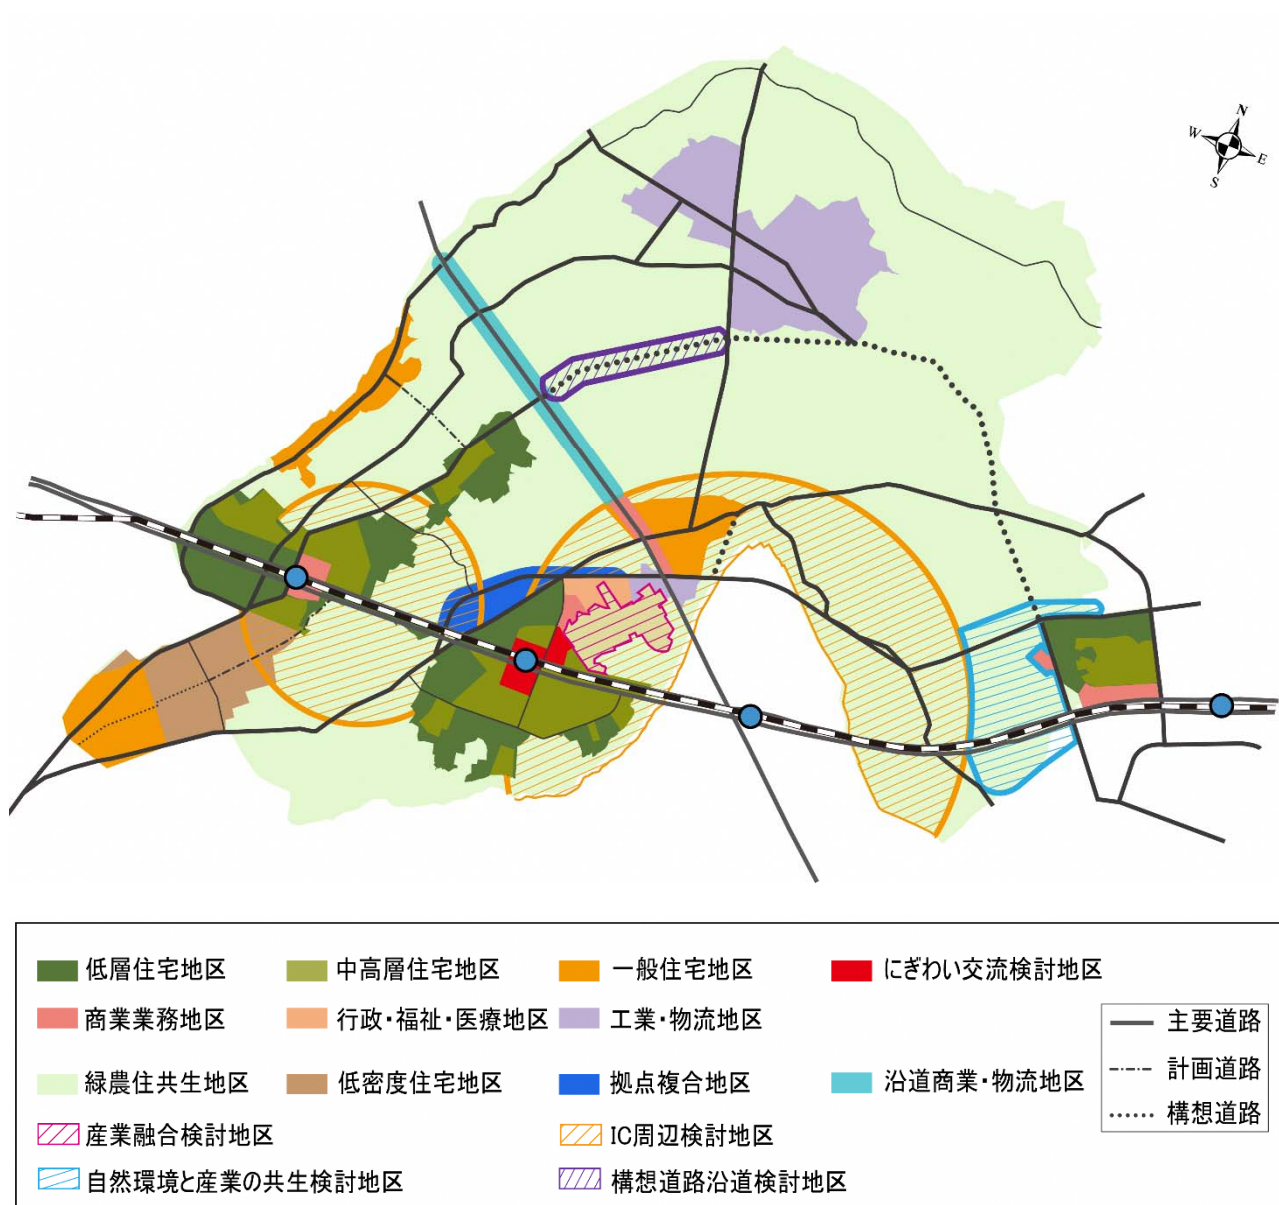 N
W
E
S
低層住宅地区 中高層住宅地区 一般住宅地区 にぎわい交流検討地区
商業業務地区 行政・福祉・医療地区 工業・物流地区
主要道路
緑農住共生地区 低密度住宅地区 拠点複合地区 沿道商業・物流地区
計画道路
構想道路
産業融合検討地区 IC周辺検討地区
自然環境と産業の共生検討地区 構想道路沿道検討地区